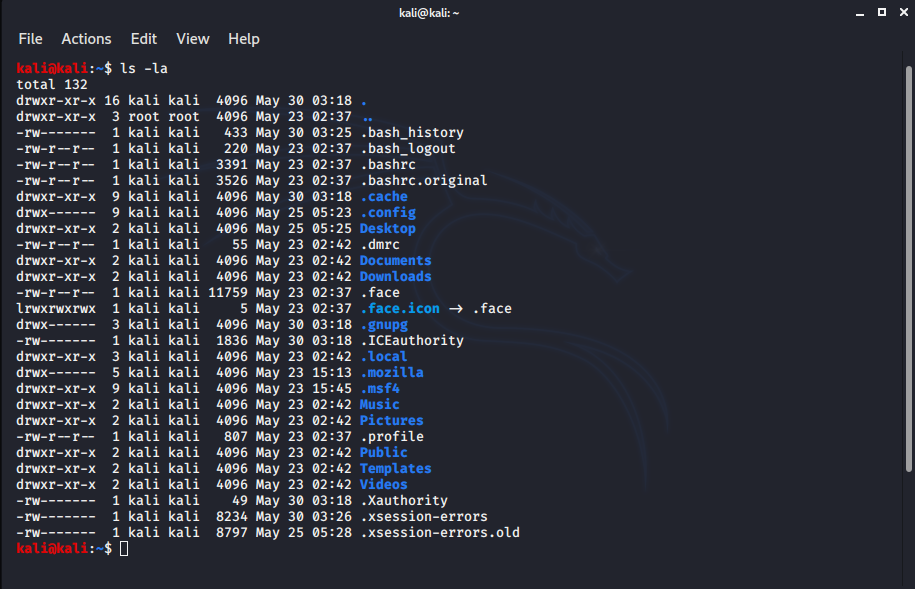 kali@kali: ~
File Actions Edit View Help
kali@kali:~$ ls -la
total 132
drwxr-xr-x 16 kali kali  4096 May 30 03:18 .
drwxr-xr-x  3 root root  4096 May 23 02:37 ..
-rw-------  1 kali kali   433 May 30 03:25 .bash_history
-rw-r--r--  1 kali kali   220 May 23 02:37 .bash_logout
-rw-r--r--  1 kali kali  3391 May 23 02:37 .bashrc
-rw-r--r--  1 kali kali  3526 May 23 02:37 .bashrc.original
drwxr-xr-x  9 kali kali  4096 May 30 03:18 .cache
drwx------  9 kali kali  4096 May 25 05:23 .config
drwxr-xr-x  2 kali kali  4096 May 25 05:25 Desktop
-rw-r--r--  1 kali kali    55 May 23 02:42 .dmrc
drwxr-xr-x  2 kali kali  4096 May 23 02:42 Documents
drwxr-xr-x  2 kali kali  4096 May 23 02:42 Downloads
-rw-r--r--  1 kali kali 11759 May 23 02:37 .face
lrwxrwxrwx  1 kali kali     5 May 23 02:37 .face.icon → .face
drwx------  3 kali kali  4096 May 30 03:18 .gnupg
-rw-------  1 kali kali  1836 May 30 03:18 .ICEauthority
drwxr-xr-x  3 kali kali  4096 May 23 02:42 .local
drwx------  5 kali kali  4096 May 23 15:13 .mozilla
drwxr-xr-x  9 kali kali  4096 May 23 15:45 .msf4
drwxr-xr-x  2 kali kali  4096 May 23 02:42 Music
drwxr-xr-x  2 kali kali  4096 May 23 02:42 Pictures
-rw-r--r--  1 kali kali   807 May 23 02:37 .profile
drwxr-xr-x  2 kali kali  4096 May 23 02:42 Public
drwxr-xr-x  2 kali kali  4096 May 23 02:42 Templates
drwxr-xr-x  2 kali kali  4096 May 23 02:42 Videos
-rw-------  1 kali kali    49 May 30 03:18 .Xauthority
-rw-------  1 kali kali  8234 May 30 03:26 .xsession-errors
-rw-------  1 kali kali  8797 May 25 05:28 .xsession-errors.old
kali@kali:~$